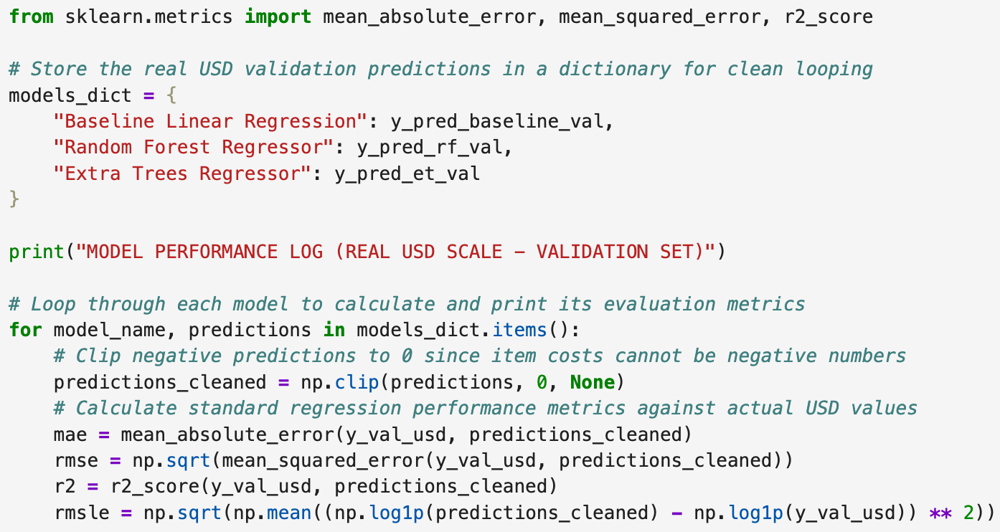 from sklearn.metrics import mean_absolute_error, mean_squared_error, r2_score

# Store the real USD validation predictions in a dictionary for clean looping
models_dict = {
    "Baseline Linear Regression": y_pred_baseline_val,
    "Random Forest Regressor": y_pred_rf_val,
    "Extra Trees Regressor": y_pred_et_val
}

print("MODEL PERFORMANCE LOG (REAL USD SCALE – VALIDATION SET)")

# Loop through each model to calculate and print its evaluation metrics
for model_name, predictions in models_dict.items():
    # Clip negative predictions to 0 since item costs cannot be negative numbers
    predictions_cleaned = np.clip(predictions, 0, None)
    # Calculate standard regression performance metrics against actual USD values
    mae = mean_absolute_error(y_val_usd, predictions_cleaned)
    rmse = np.sqrt(mean_squared_error(y_val_usd, predictions_cleaned))
    r2 = r2_score(y_val_usd, predictions_cleaned)
    rmsle = np.sqrt(np.mean((np.log1p(predictions_cleaned) - np.log1p(y_val_usd)) ** 2))